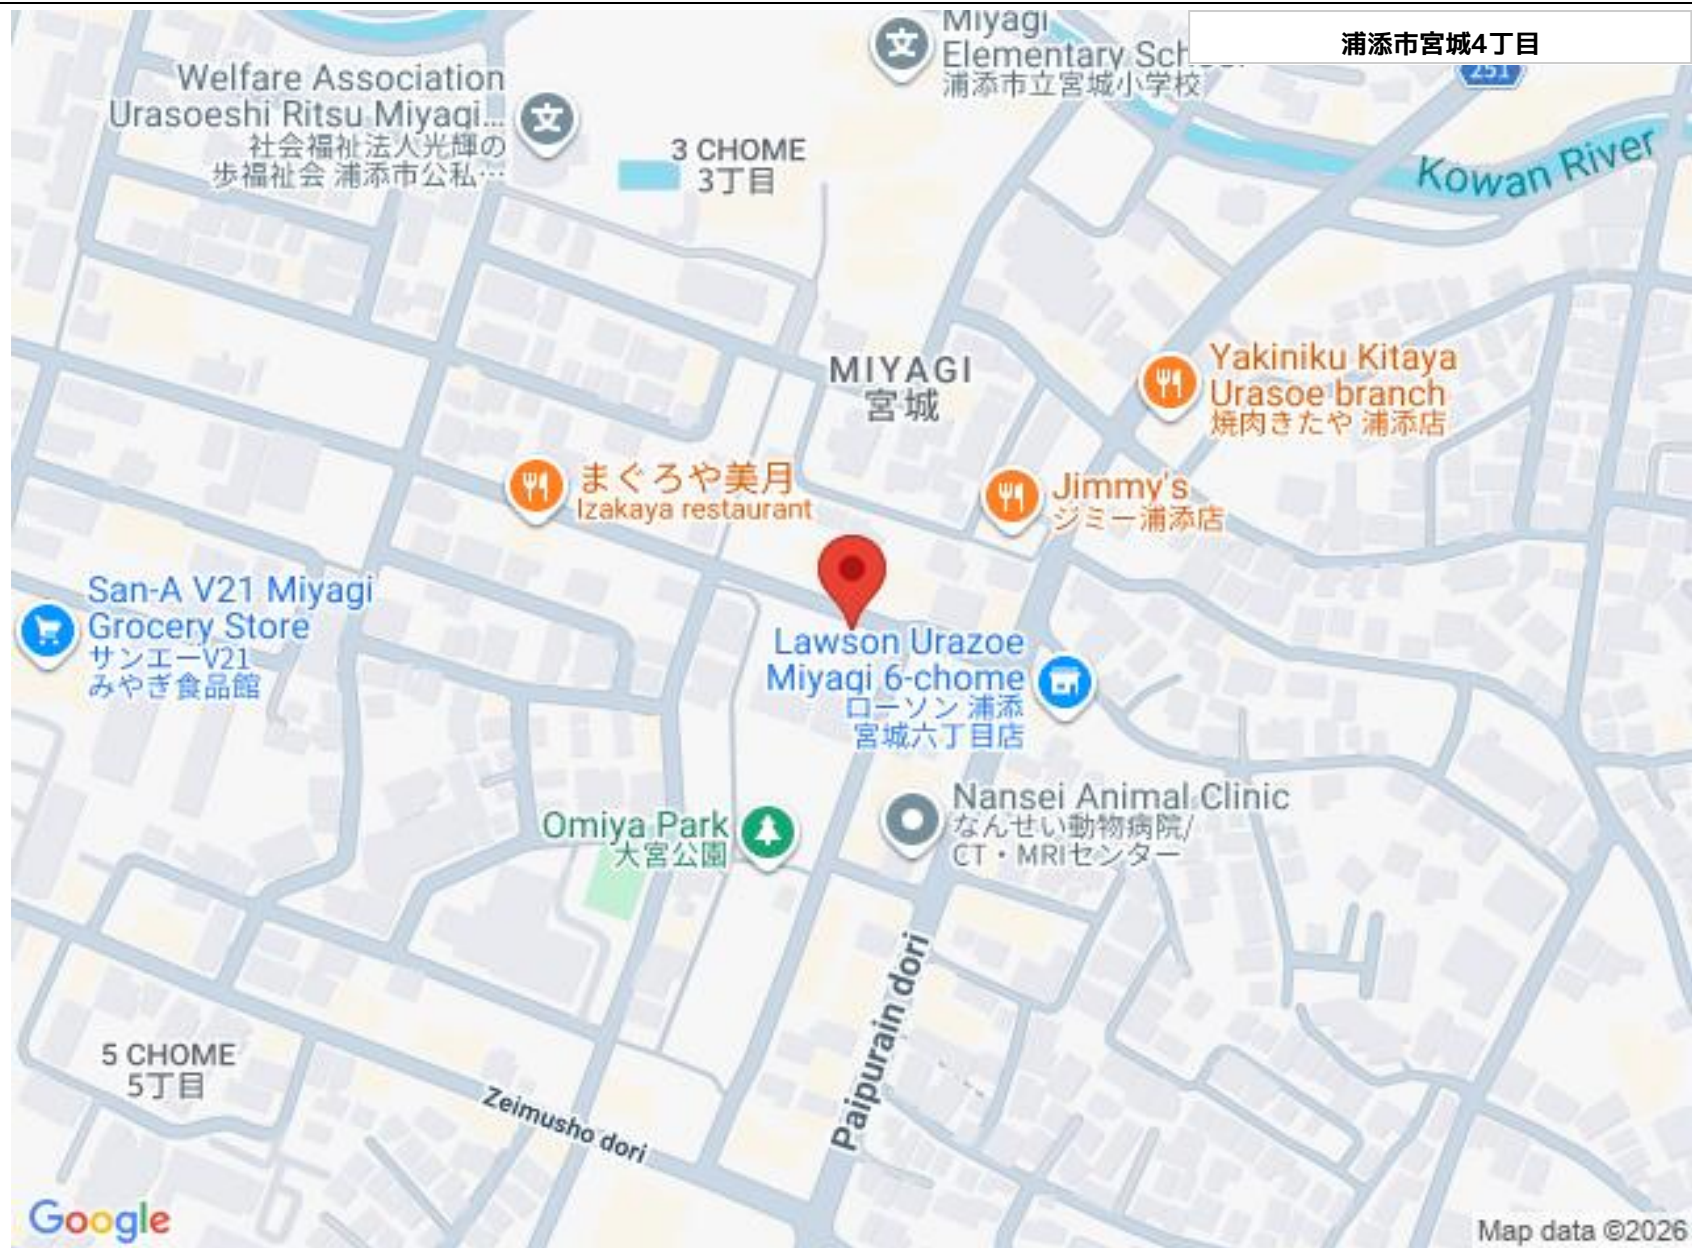 Miyagi
Elementary School
浦添市立宮城小学校
浦添市宮城4丁目
251
Welfare Association
Urasoeshi Ritsu Miyagi...
社会福祉法人光輝の
歩福祉会 浦添市公私…
3 CHOME
3丁目
Kowan River
MIYAGI
宮城
Yakiniku Kitaya
Urasoe branch
焼肉きたや 浦添店
まぐろや美月
Izakaya restaurant
Jimmy's
ジミー浦添店
San-A V21 Miyagi
Grocery Store
サンエーV21
みやぎ食品館
Lawson Urazoe
Miyagi 6-chome
ローソン 浦添
宮城六丁目店
Omiya Park
大宮公園
Nansei Animal Clinic
なんせい動物病院/
CT・MRIセンター
5 CHOME
5丁目
Zeimusho dori
Paipurain dori
Google
Map data ©2026